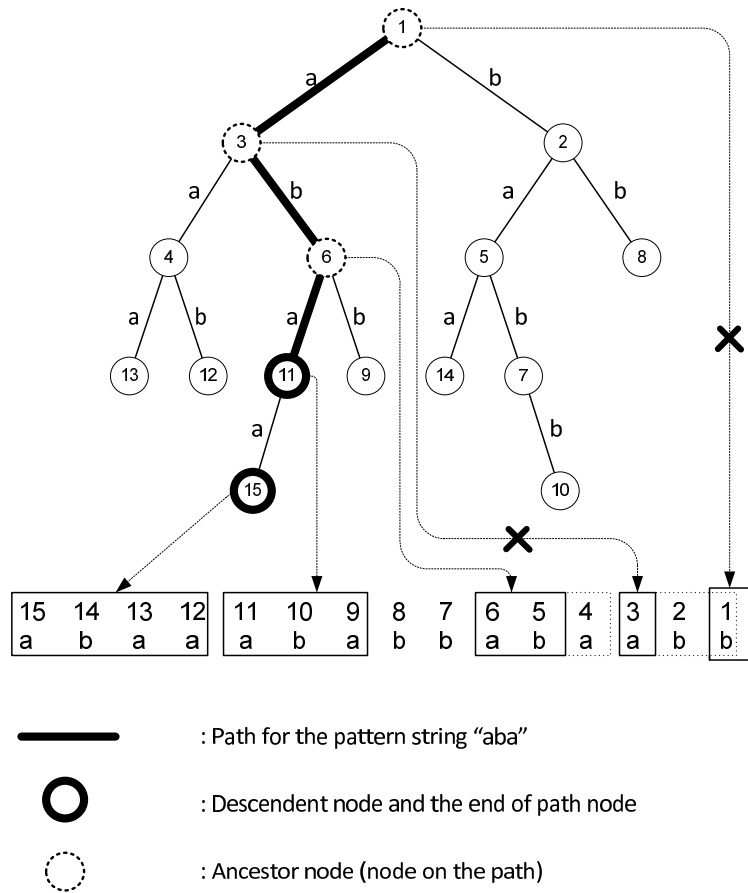 1
a
b
3
2
a
b
a
b
4
6
5
8
a
b
a
b
a
b
13
12
11
9
14
7
a
b
15
10
15 14 13 12 11 10 9 8 7 6 5 4 3 2 1
a b a a a b a b b a b a a b b
: Path for the pattern string “aba”
: Descendent node and the end of path node
: Ancestor node (node on the path)